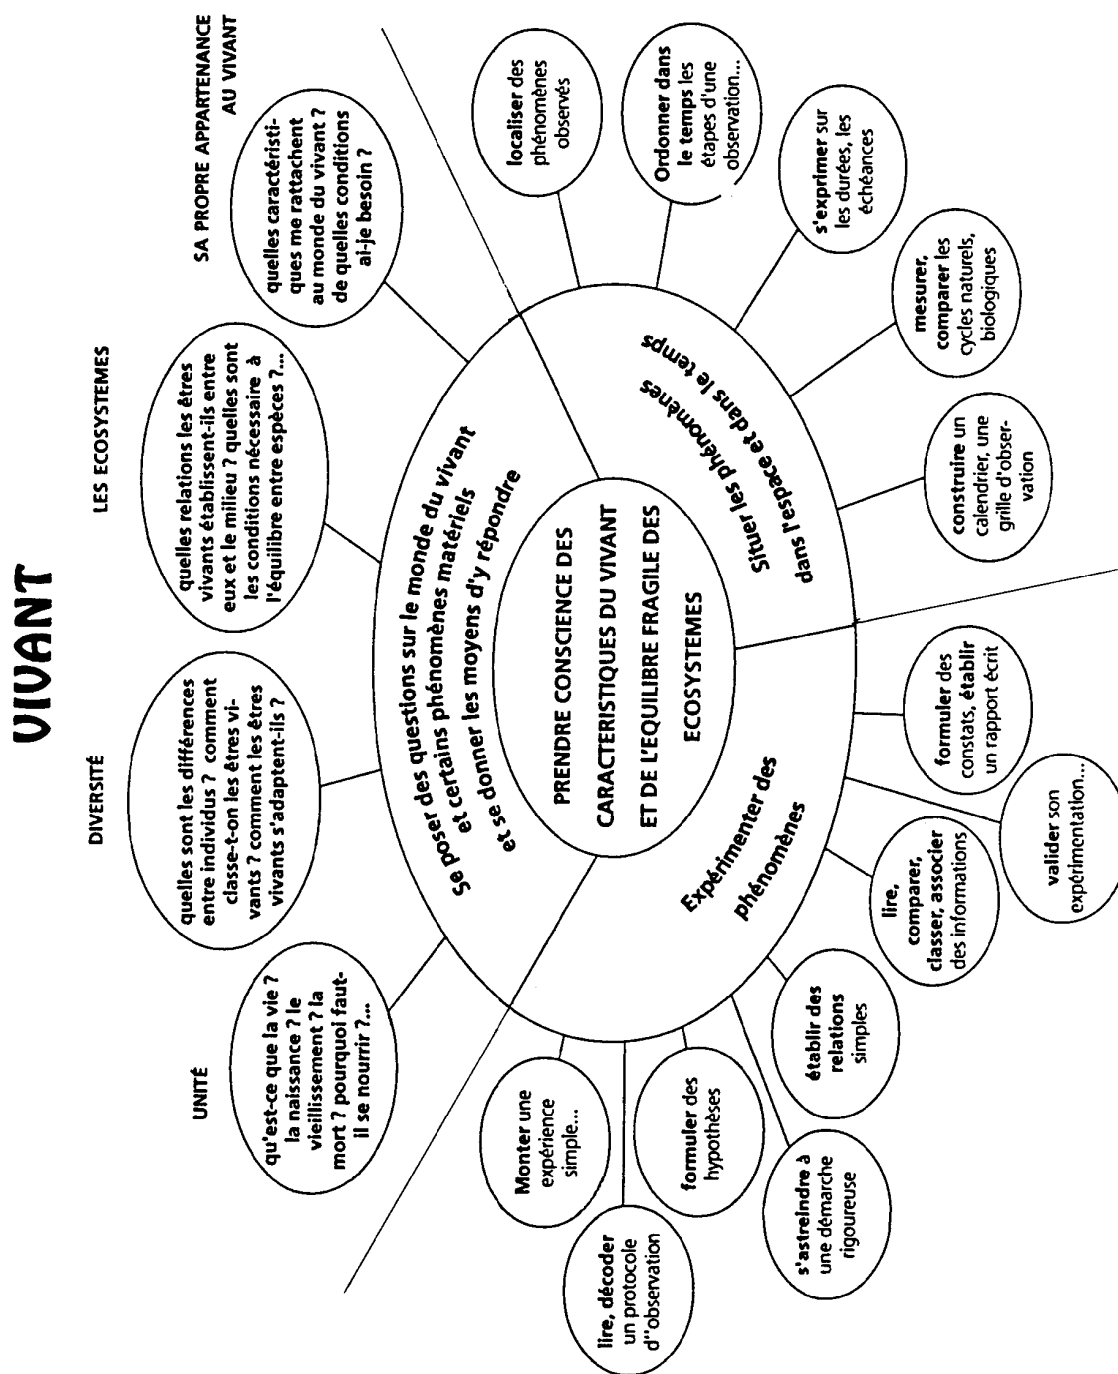 VIVANT
UNITÉ
DIVERSITÉ
LES ECOSYSTEMES
SA PROPRE APPARTENANCE
AU VIVANT
qu'est-ce que la vie ?
la naissance ? le
vieillissement ? la
mort ? pourquoi faut-
il se nourrir ?...
quelles sont les différences
entre individus ? comment
classe-t-on les êtres vi-
vants ? comment les êtres
vivants s'adaptent-ils ?
quelles relations les êtres
vivants établissent-ils entre
eux et le milieu ? quelles sont
les conditions nécessaire à
l'équilibre entre espèces ?...
quelles caractéristi-
ques me rattachent
au monde du vivant ?
de quelles conditions
ai-je besoin ?
Se poser des questions sur le monde du vivant
et certains phénomènes matériels
et se donner les moyens d'y répondre
PRENDRE CONSCIENCE DES
CARACTERISTIQUES DU VIVANT
ET DE L'EQUILIBRE FRAGILE DES
ECOSYSTEMES
Expérimenter des
phénomènes
Situer les phénomènes
dans l'espace et dans le temps
Monter une
expérience
simple...
lire, décoder
un protocole
d''observation
formuler des
hypothèses
s'astreindre à
une démarche
rigoureuse
établir des
relations
simples
lire,
comparer,
classer, associer
des informations
valider son
expérimentation...
formuler des
constats, établir
un rapport écrit
construire un
calendrier, une
grille d'obser-
vation
mesurer,
comparer les
cycles naturels,
biologiques
s'exprimer sur
les durées, les
échéances
Ordonner dans
le temps les
étapes d'une
observation...
localiser des
phénomènes
observés